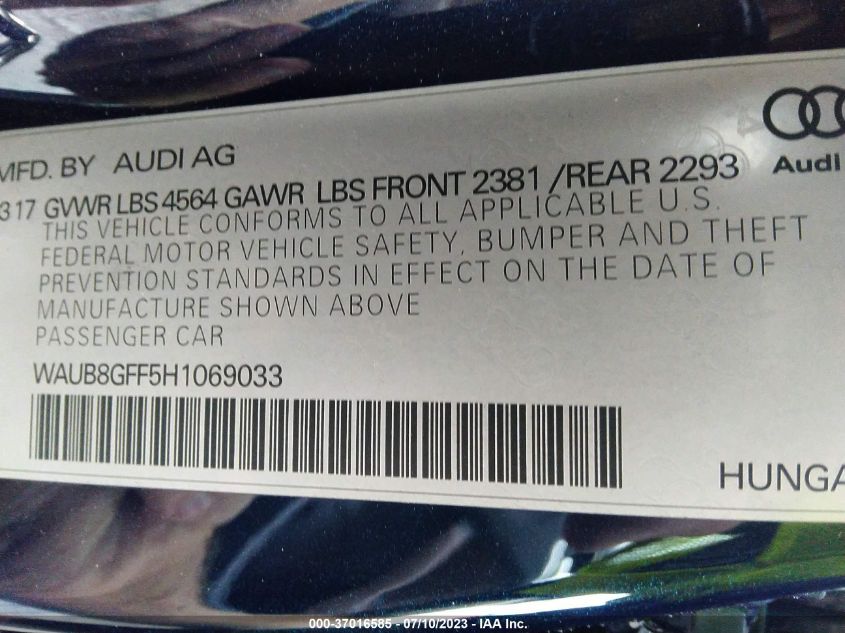 MFD. BY AUDI AG
Audi
317 GVWR LBS 4564 GAWR LBS FRONT 2381 /REAR 2293
THIS VEHICLE CONFORMS TO ALL APPLICABLE U.S.
FEDERAL MOTOR VEHICLE SAFETY, BUMPER AND THEFT
PREVENTION STANDARDS IN EFFECT ON THE DATE OF
MANUFACTURE SHOWN ABOVE
PASSENGER CAR
WAUB8GFF5H1069033
HUNGA
000-37016585 - 07/10/2023 - IAA Inc.